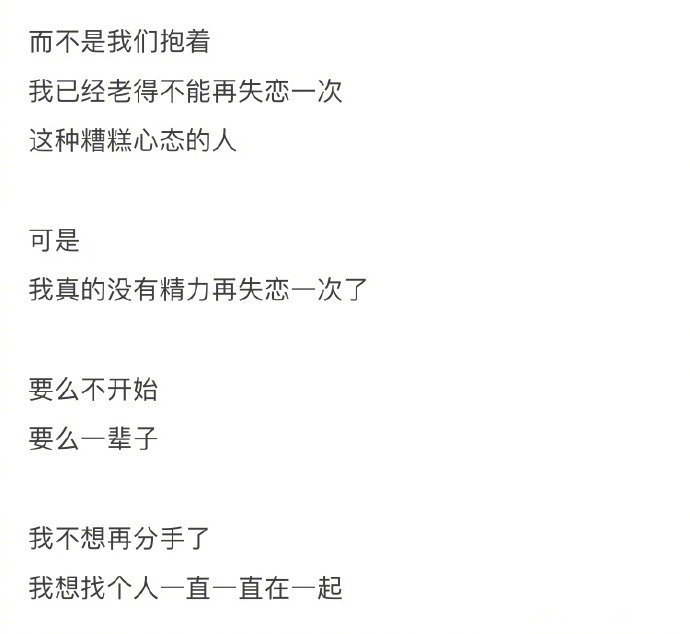 而不是我们抱着
我已经老得不能再失恋一次
这种糟糕心态的人
可是
我真的没有精力再失恋一次了
要么不开始
要么一辈子
我不想再分手了
我想找个人一直一直在一起